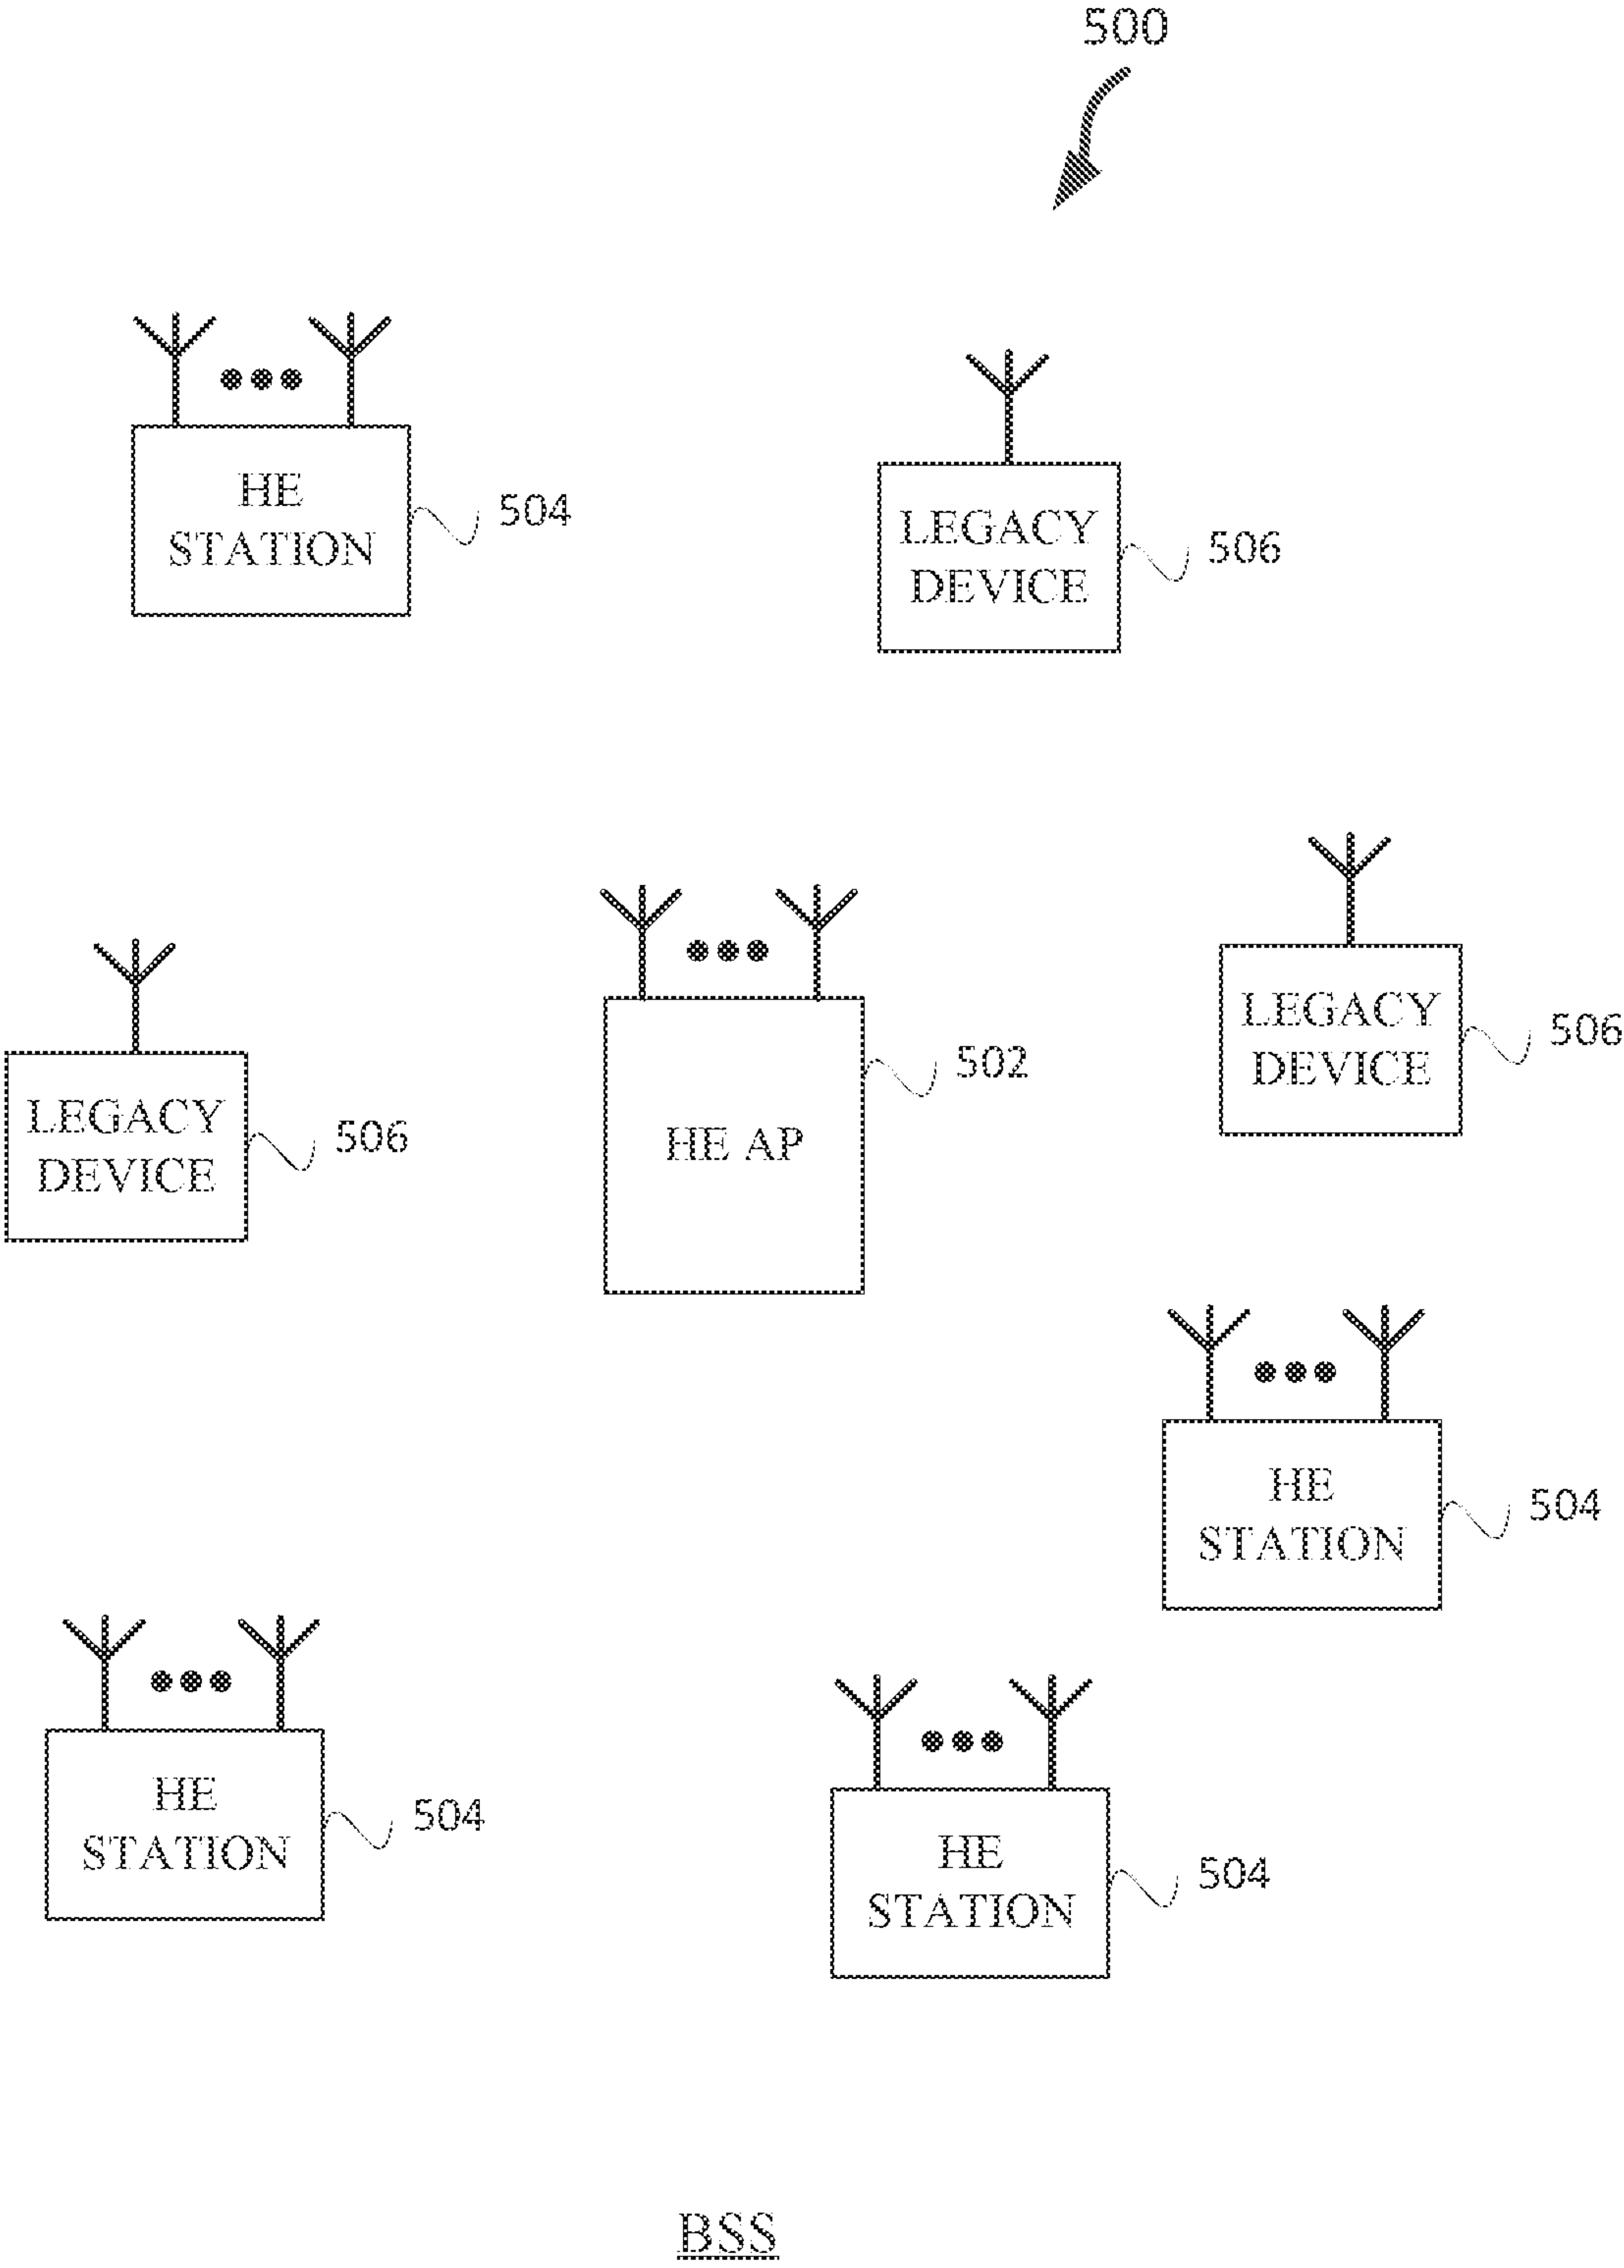 500
HE
STATION
504
LEGACY
DEVICE
506
LEGACY
DEVICE
506
HE AP
502
LEGACY
DEVICE
506
HE
STATION
504
HE
STATION
504
HE
STATION
504
BSS